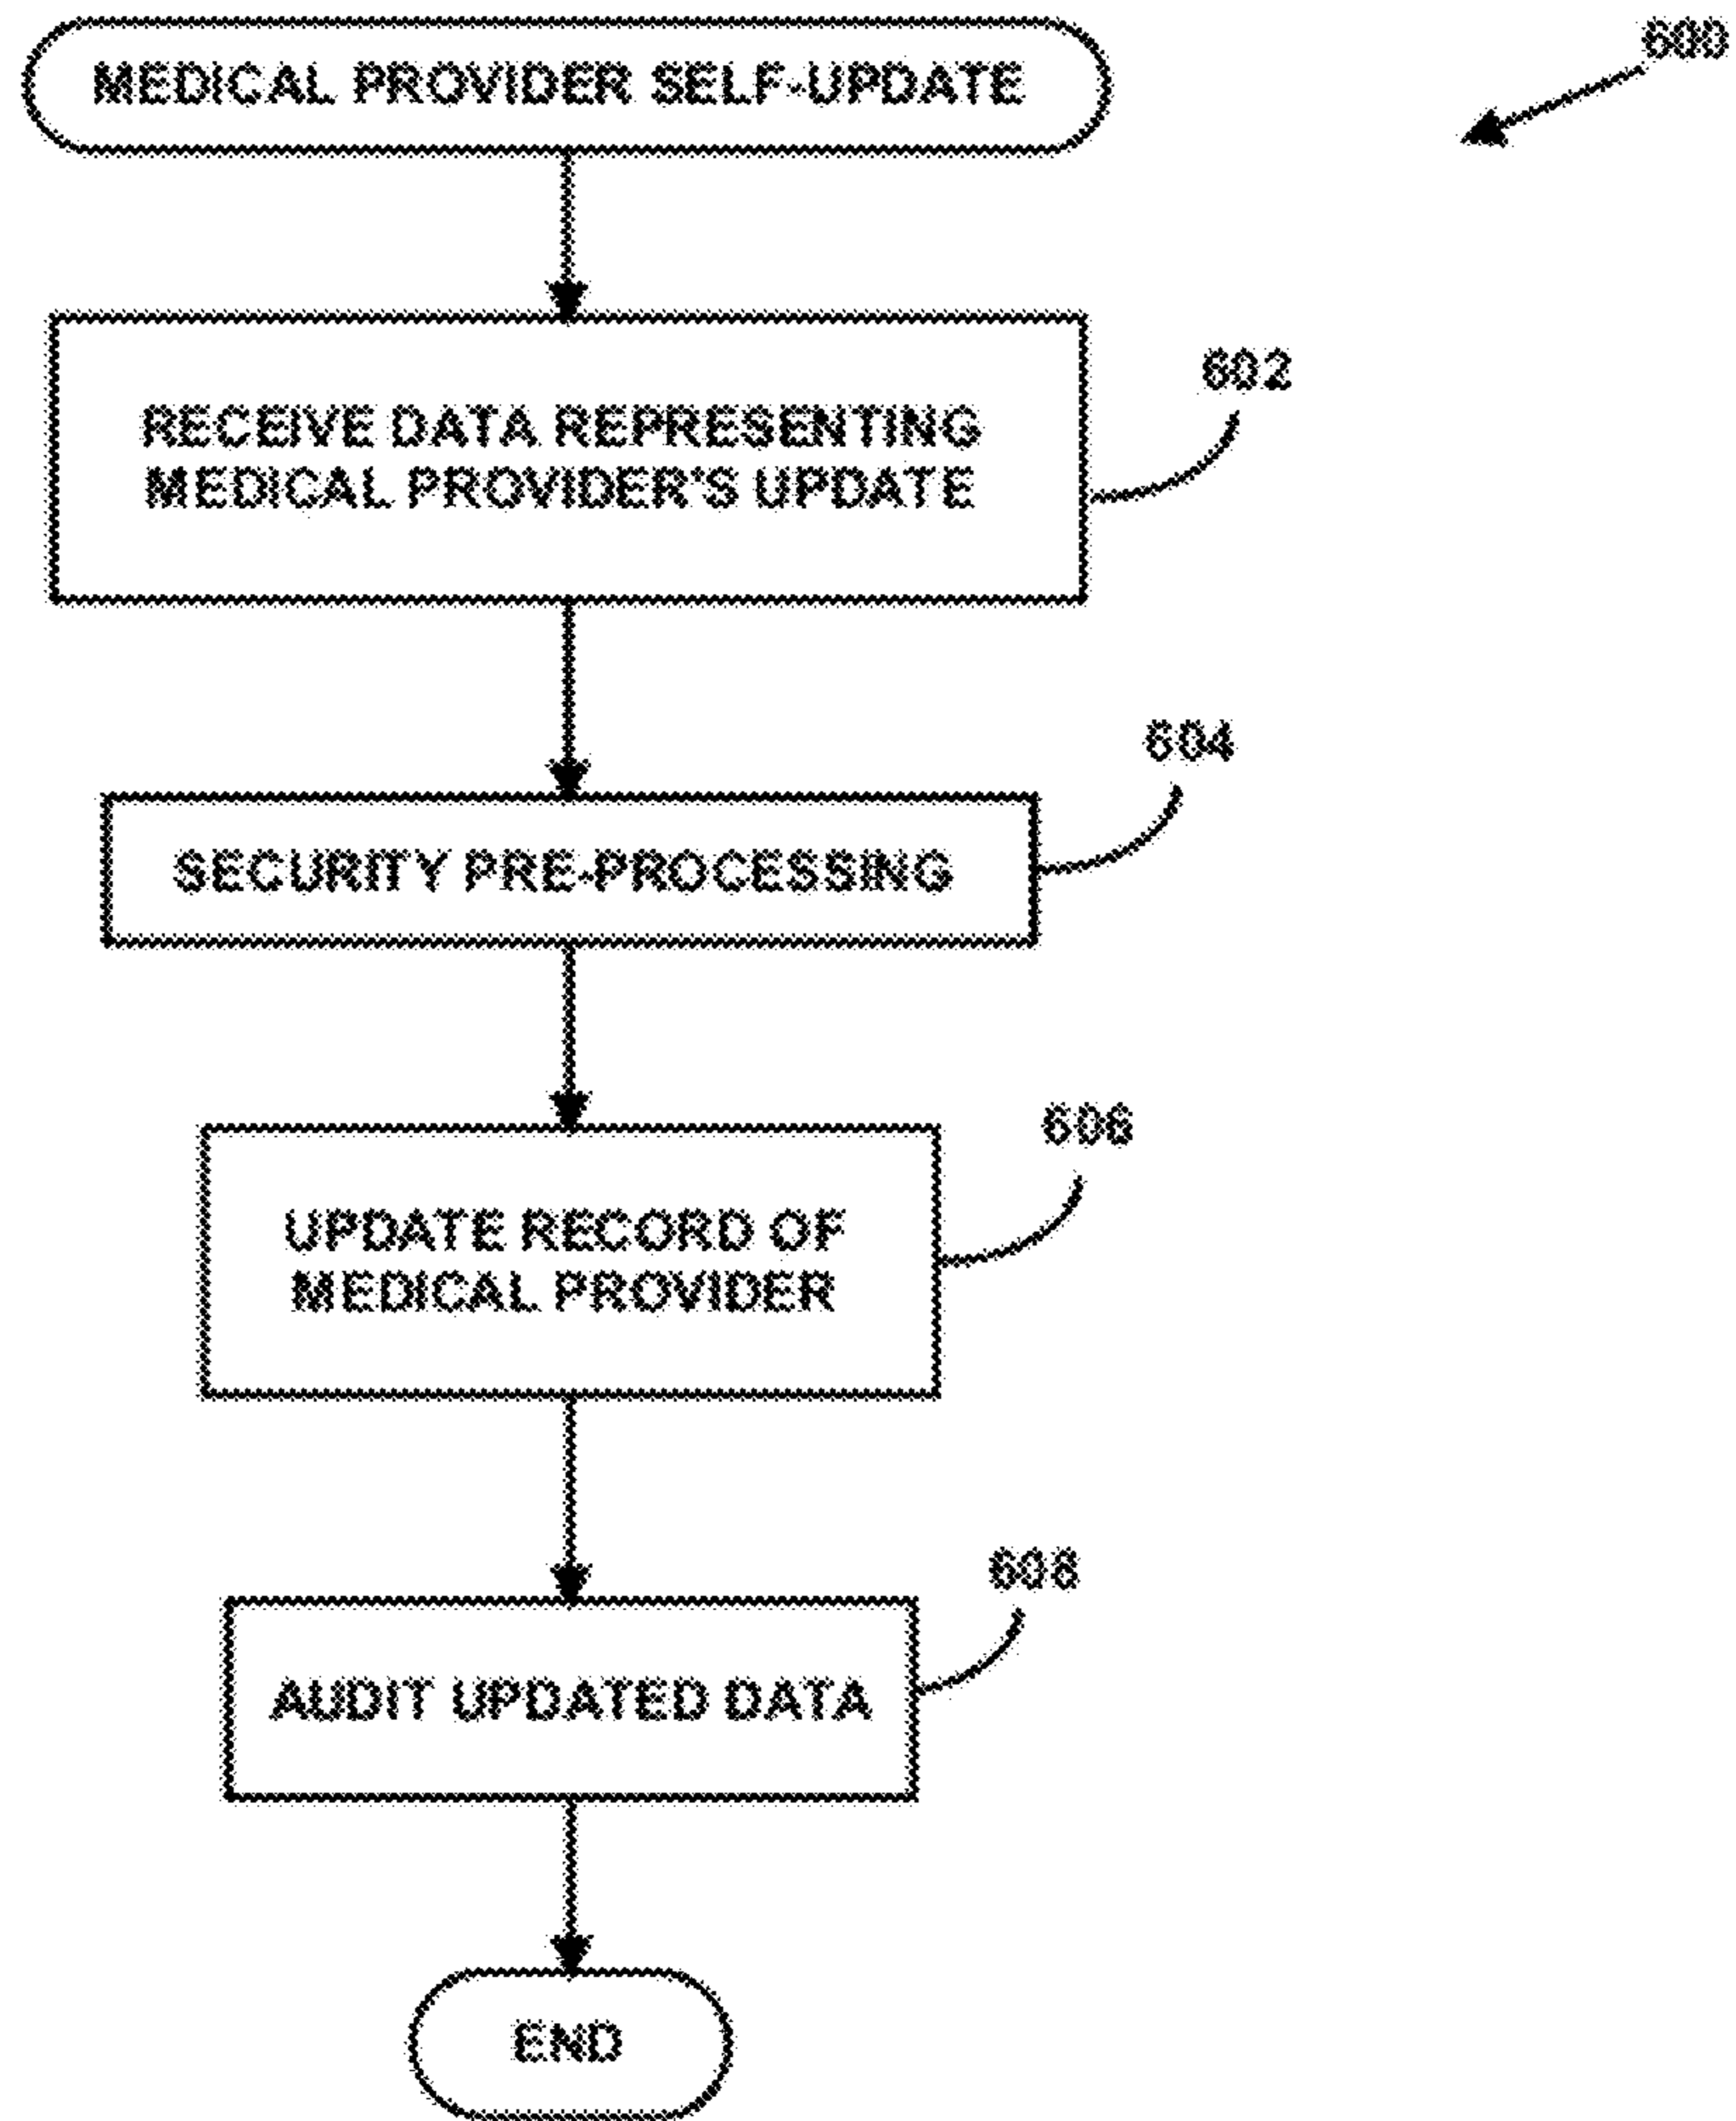 MEDICAL PROVIDER SELF-UPDATE
600
RECEIVE DATA REPRESENTING
MEDICAL PROVIDER'S UPDATE
602
SECURITY PRE-PROCESSING
604
UPDATE RECORD OF
MEDICAL PROVIDER
606
AUDIT UPDATED DATA
608
END